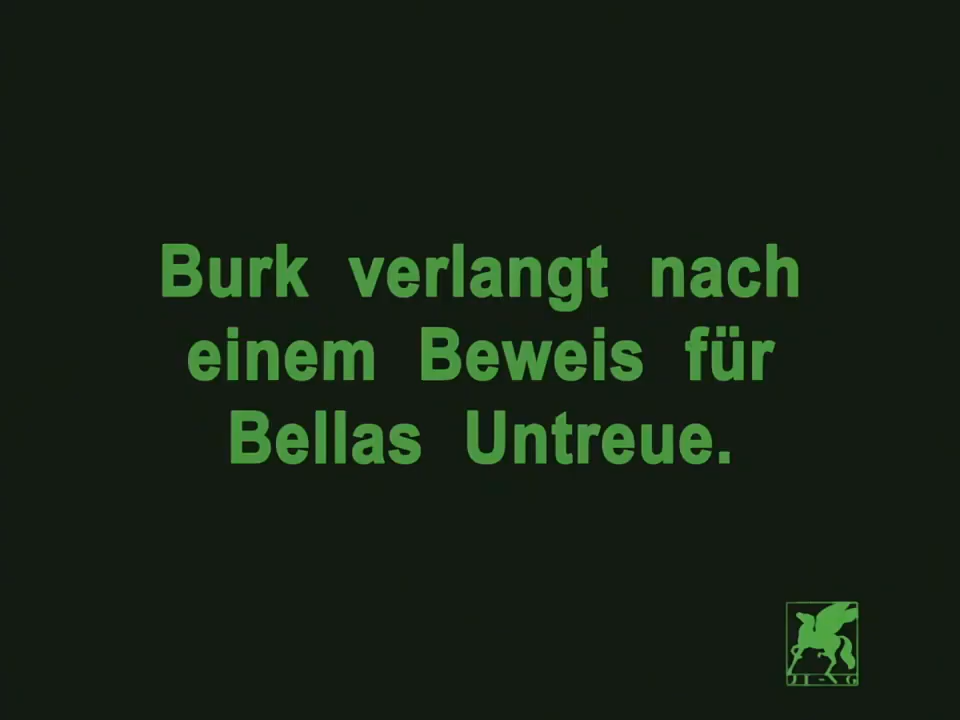 Burk verlangt nach
einem Beweis für
Bellas Untreue.